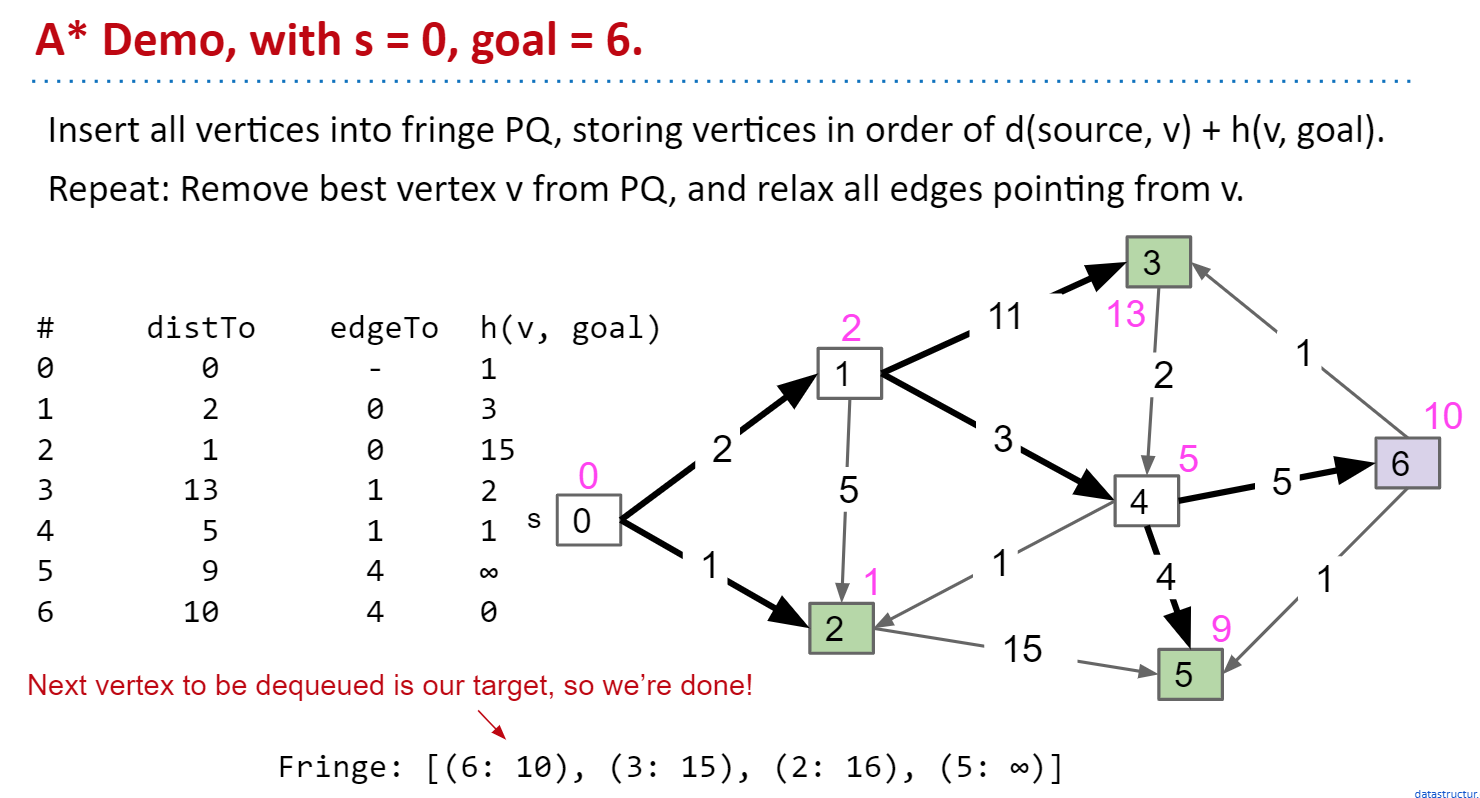 A* Demo, with s = 0, goal = 6.
Insert all vertices into fringe PQ, storing vertices in order of d(source, v) + h(v, goal).
Repeat: Remove best vertex v from PQ, and relax all edges pointing from v.
# distTo edgeTo h(v, goal)
0 0 - 1
1 2 0 3
2 1 0 15
3 13 1 2
4 5 1 1
5 9 4 ∞
6 10 4 0
Next vertex to be dequeued is our target, so we're done!
Fringe: [(6: 10), (3: 15), (2: 16), (5: ∞)]
s
0
0
2
1
2
1
5
1
2
11
3
13
3
2
4
5
1
15
4
5
9
5
1
1
6
10
datastructur.